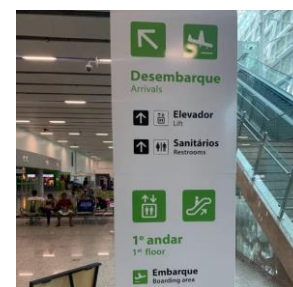 Desembarque
Arrivals
Elevador
Lift
Sanitários
Restrooms
1º andar
1st floor
Embarque
Boarding area